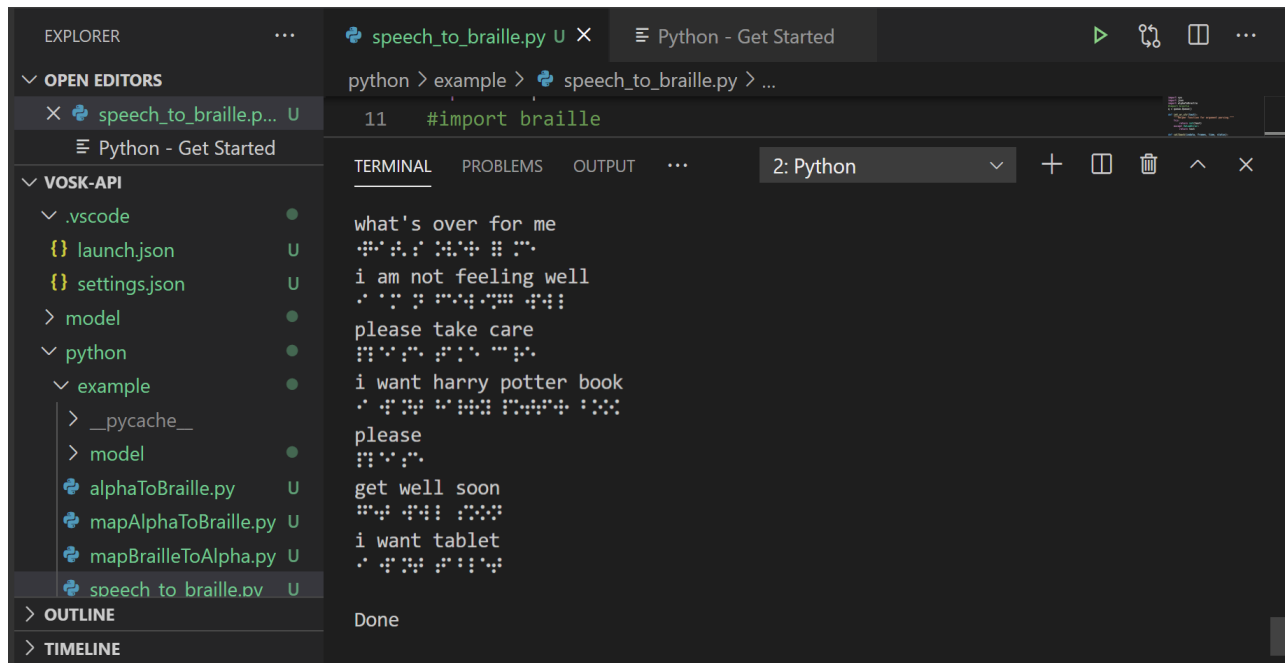 EXPLORER ···
OPEN EDITORS
speech_to_braille.p... U
Python - Get Started
VOSK-API
.vscode
{} launch.json U
{} settings.json U
model
python
example
__pycache__
model
alphaToBraille.py U
mapAlphaToBraille.py U
mapBrailleToAlpha.py U
speech_to_braille.py U
OUTLINE
TIMELINE
speech_to_braille.py U Python - Get Started
python > example > speech_to_braille.py > ...
11 #import braille
TERMINAL PROBLEMS OUTPUT ··· 2: Python
what's over for me
i am not feeling well
please take care
i want harry potter book
please
get well soon
i want tablet
Done